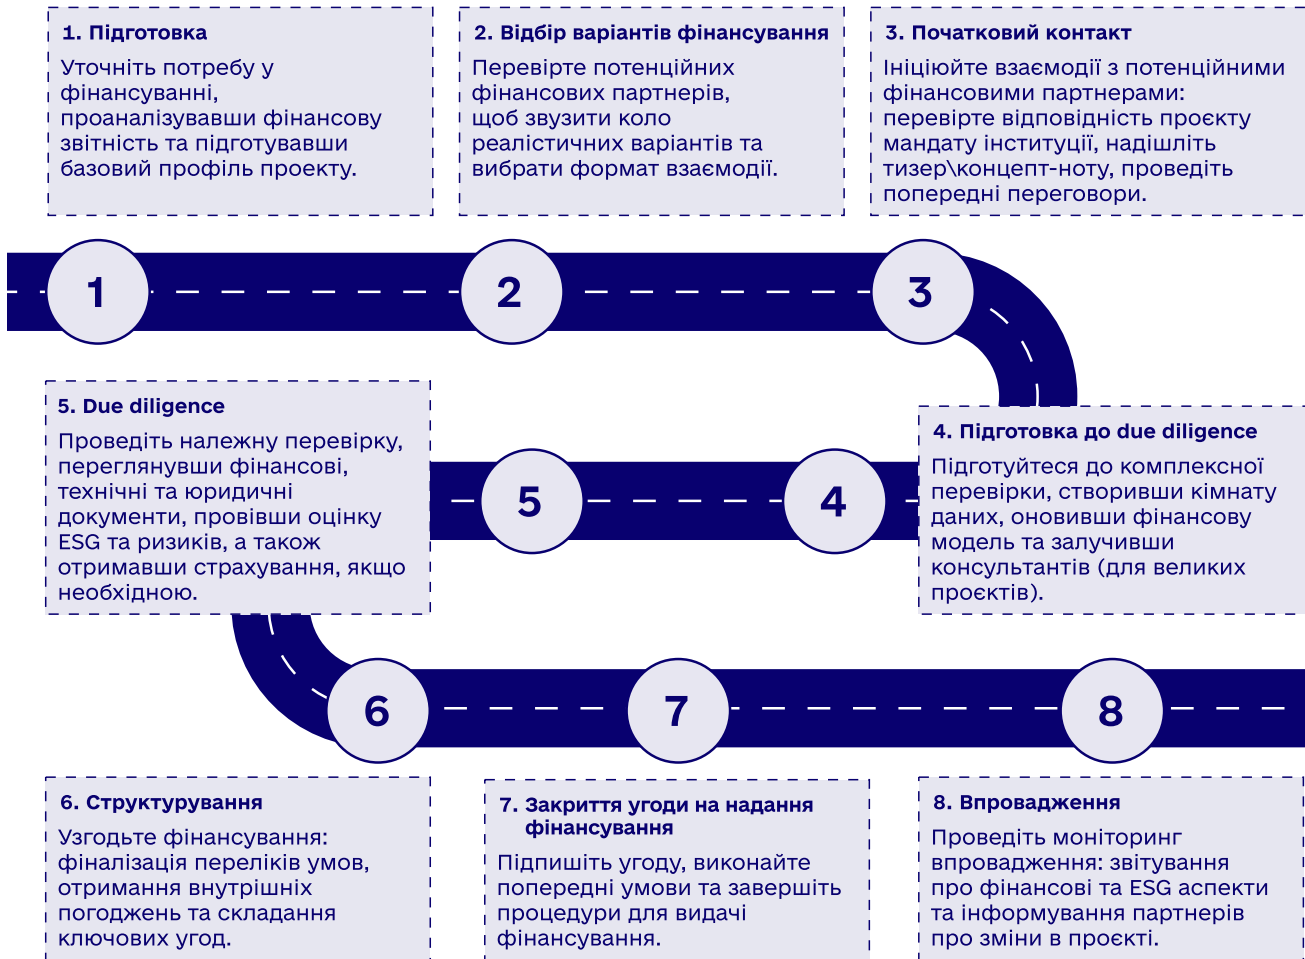 1. Підготовка
Уточніть потребу у
фінансуванні,
проаналізувавши фінансову
звітність та підготувавши
базовий профіль проекту.
2. Відбір варіантів фінансування
Перевірте потенційних
фінансових партнерів,
щоб звузити коло
реалістичних варіантів та
вибрати формат взаємодії.
3. Початковий контакт
Ініціюйте взаємодії з потенційними
фінансовими партнерами:
перевірте відповідність проєкту
мандату інституції, надішліть
тизер\концепт-ноту, проведіть
попередні переговори.
1
2
3
4. Підготовка до due diligence
Підготуйтеся до комплексної
перевірки, створивши кімнату
даних, оновивши фінансову
модель та залучивши
консультантів (для великих
проєктів).
4
5
5. Due diligence
Проведіть належну перевірку,
переглянувши фінансові,
технічні та юридичні
документи, провівши оцінку
ESG та ризиків, а також
отримавши страхування, якщо
необхідною.
6
7
8
6. Структурування
Узгодьте фінансування:
фіналізація переліків умов,
отримання внутрішніх
погоджень та складання
ключових угод.
7. Закриття угоди на надання
фінансування
Підпишіть угоду, виконайте
попередні умови та завершіть
процедури для видачі
фінансування.
8. Впровадження
Проведіть моніторинг
впровадження: звітування
про фінансові та ESG аспекти
та інформування партнерів
про зміни в проєкті.